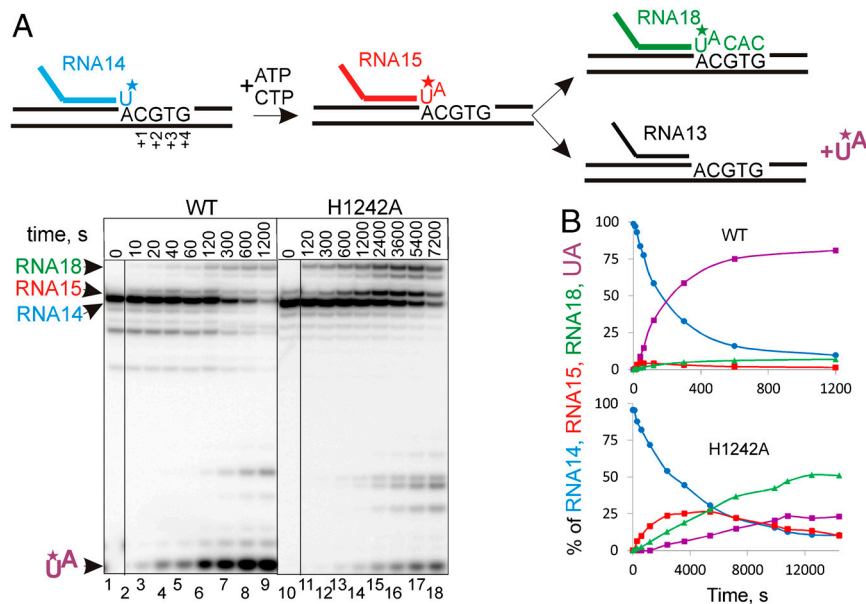 A
RNA14
U★
ACGTG
+1 +2 +3 +4
+ATP
CTP
RNA15
★
UA
ACGTG
RNA18
★
UACAC
ACGTG
RNA13
ACGTG
+UA★
WT
H1242A
time, s
0 10 20 40 60 120 300 600 1200
0 120 300 600 1200 2400 3600 5400 7200
RNA18
RNA15
RNA14
★
UA
1 2 3 4 5 6 7 8 9 10 11 12 13 14 15 16 17 18
B
% of RNA14, RNA15, RNA18, UA
100
75
50
25
0
WT
0 400 800 1200
100
75
50
25
0
H1242A
0 4000 8000 12000
Time, s